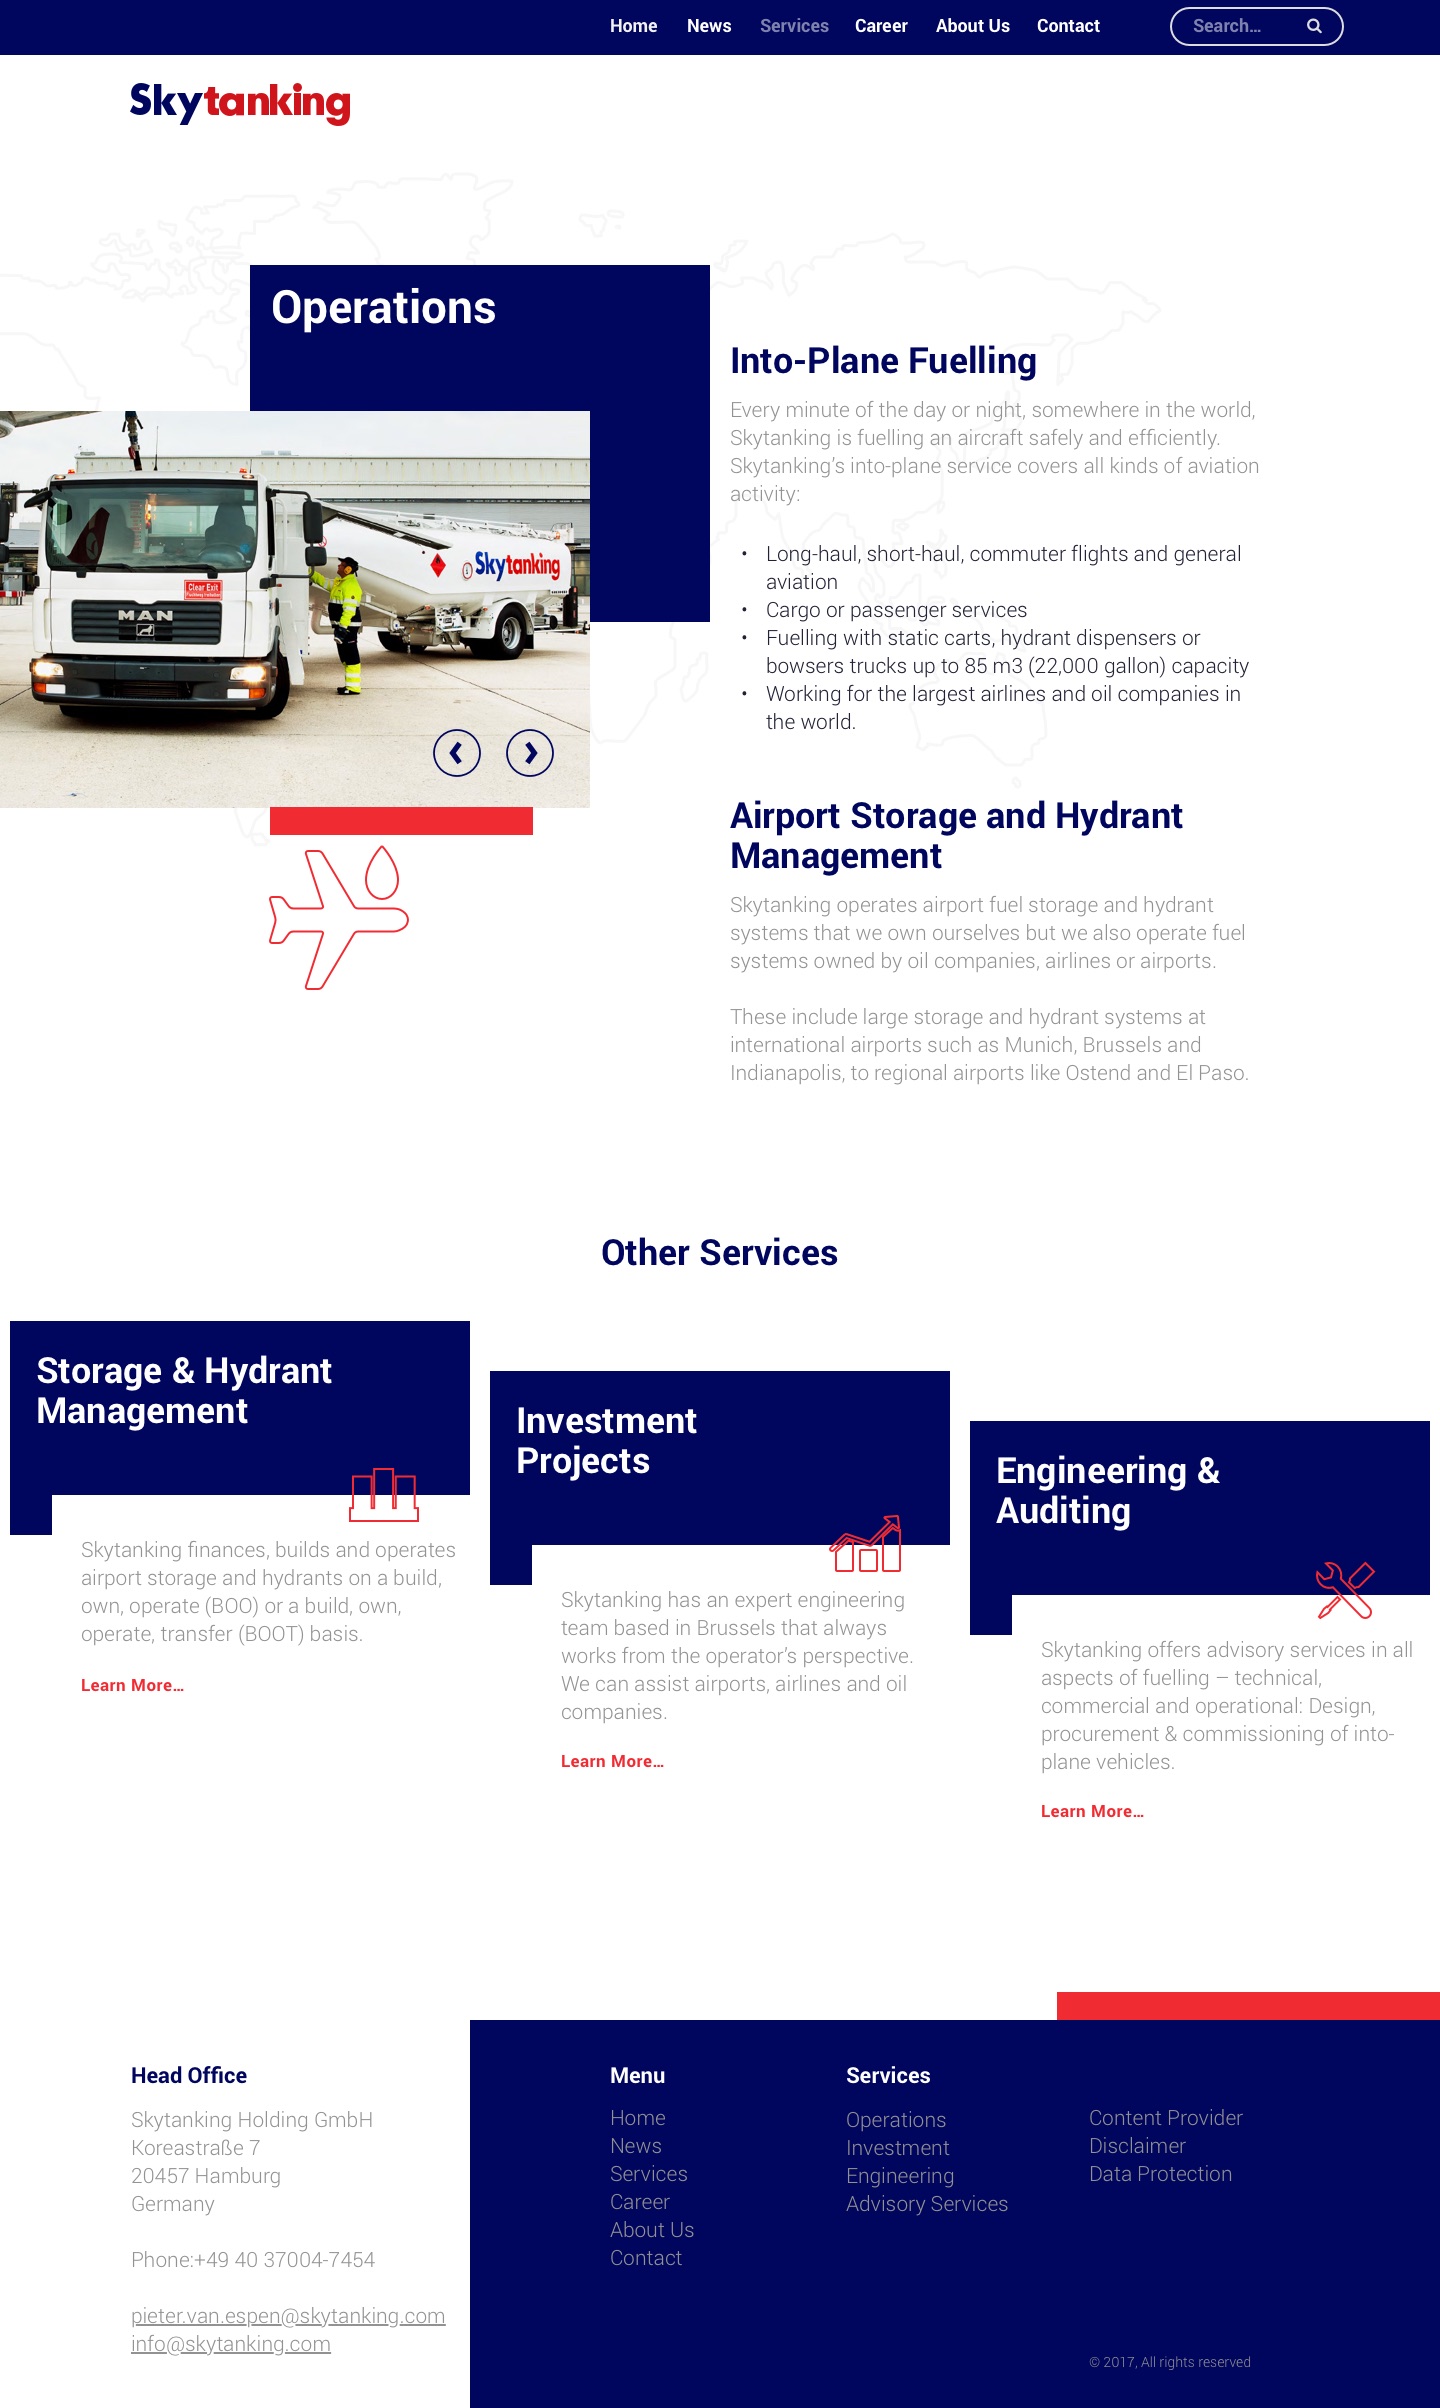 Home News Services Career About Us Contact Search...
Skytanking
Operations
Clear Exit
MAN
Skytanking
Into-Plane Fuelling
Every minute of the day or night, somewhere in the world,
Skytanking is fuelling an aircraft safely and efficiently.
Skytanking’s into-plane service covers all kinds of aviation
activity:
• Long-haul, short-haul, commuter flights and general
aviation
• Cargo or passenger services
• Fuelling with static carts, hydrant dispensers or
bowsers trucks up to 85 m3 (22,000 gallon) capacity
• Working for the largest airlines and oil companies in
the world.
Airport Storage and Hydrant
Management
Skytanking operates airport fuel storage and hydrant
systems that we own ourselves but we also operate fuel
systems owned by oil companies, airlines or airports.
These include large storage and hydrant systems at
international airports such as Munich, Brussels and
Indianapolis, to regional airports like Ostend and El Paso.
Other Services
Storage & Hydrant
Management
Skytanking finances, builds and operates
airport storage and hydrants on a build,
own, operate (BOO) or a build, own,
operate, transfer (BOOT) basis.
Learn More...
Investment
Projects
Skytanking has an expert engineering
team based in Brussels that always
works from the operator’s perspective.
We can assist airports, airlines and oil
companies.
Learn More...
Engineering &
Auditing
Skytanking offers advisory services in all
aspects of fuelling – technical,
commercial and operational: Design,
procurement & commissioning of into-
plane vehicles.
Learn More...
Head Office
Skytanking Holding GmbH
Koreastraße 7
20457 Hamburg
Germany
Phone:+49 40 37004-7454
pieter.van.espen@skytanking.com
info@skytanking.com
Menu
Home
News
Services
Career
About Us
Contact
Services
Operations
Investment
Engineering
Advisory Services
Content Provider
Disclaimer
Data Protection
© 2017, All rights reserved